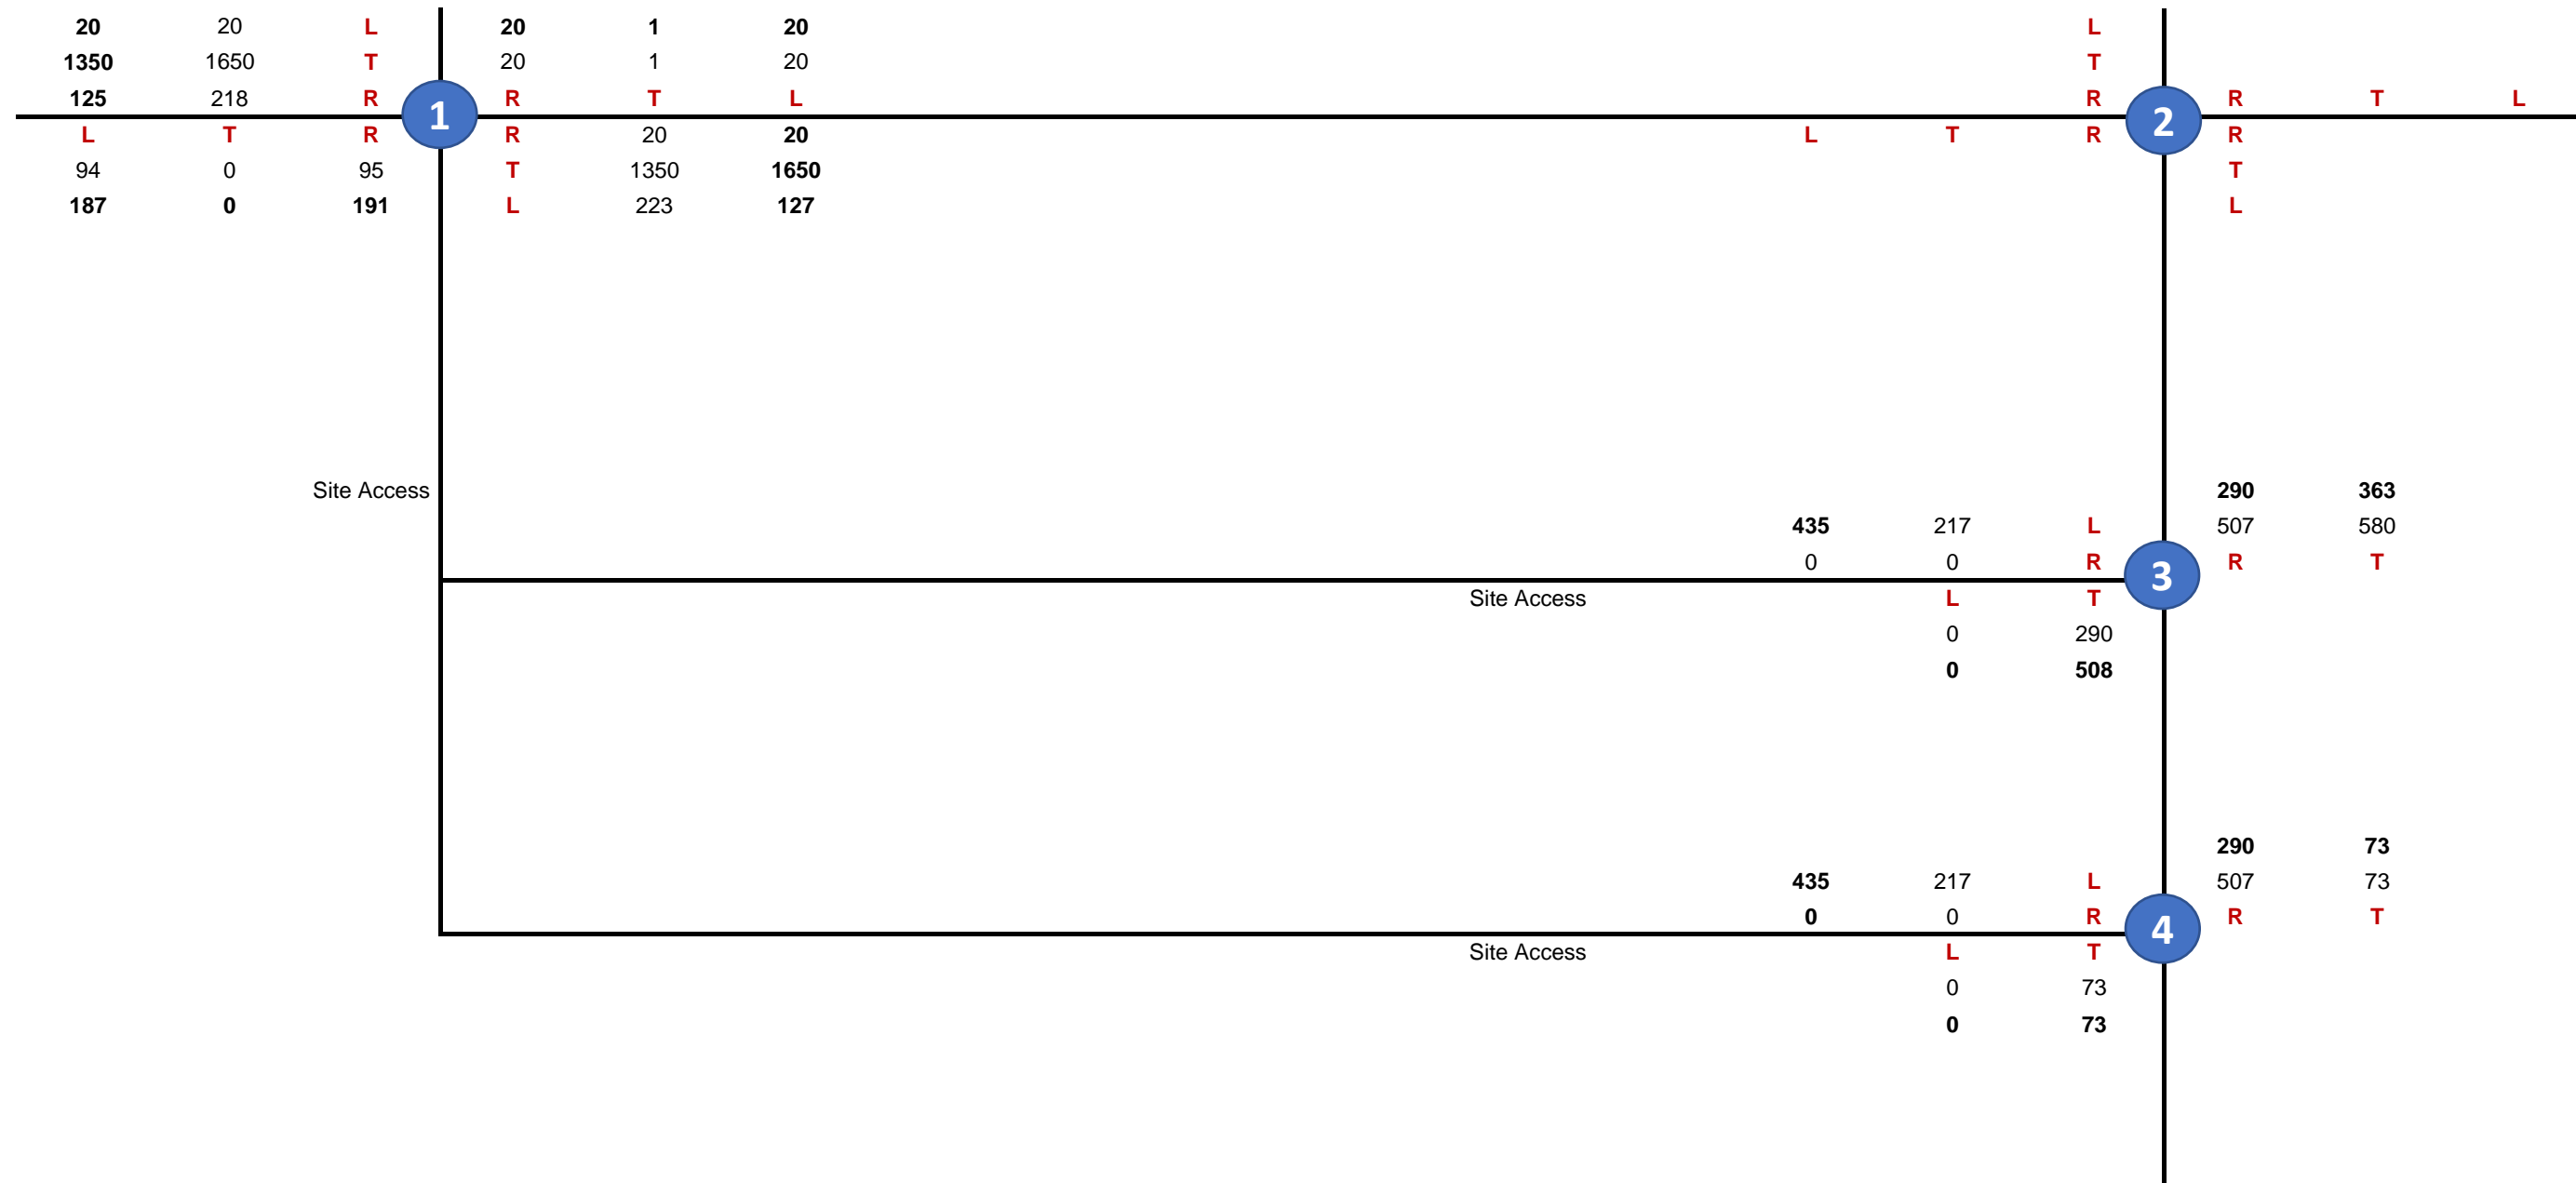 20 20 L 20 1 20 L
1350 1650 T 20 1 20 T
125 218 R 1 R T L R 2 R T L
L T R R 20 20 L T R R
94 0 95 T 1350 1650 T
187 0 191 L 223 127 L
Site Access 290 363
435 217 L 507 580
0 0 R 3 R T
Site Access L T
0 290
0 508
290 73
435 217 L 507 73
0 0 R 4 R T
Site Access L T
0 73
0 73